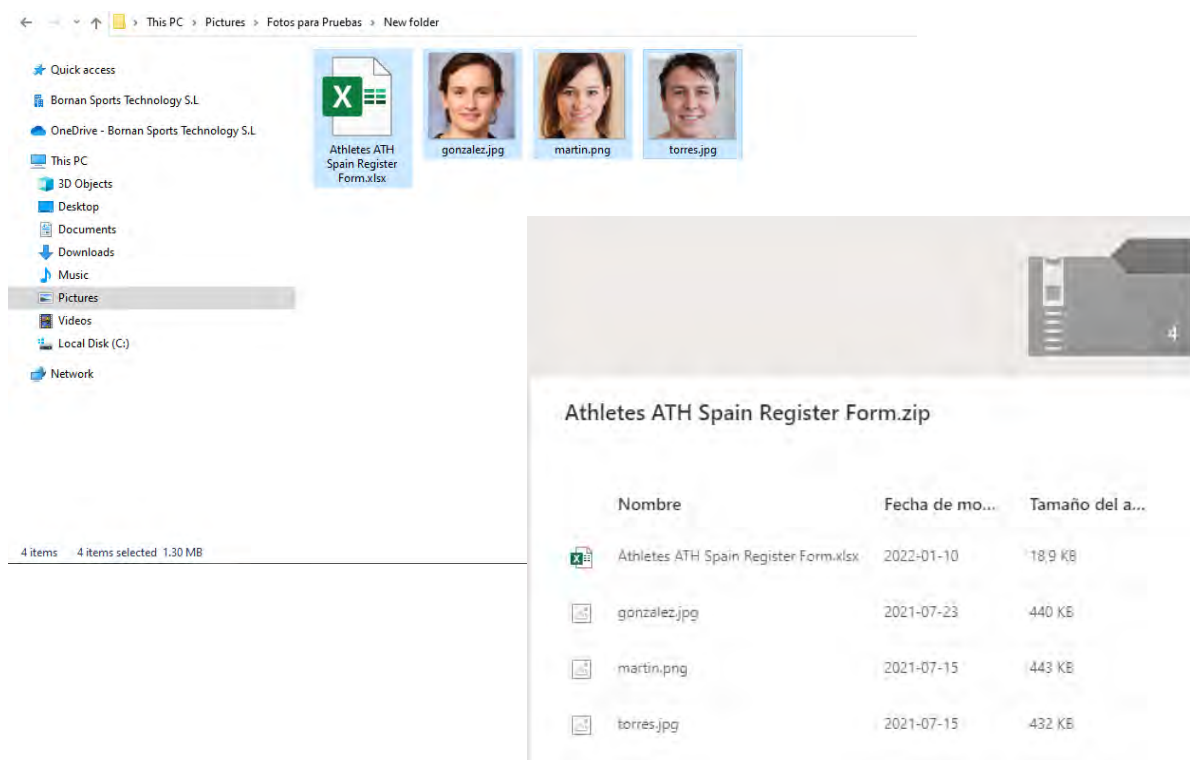 This PC > Pictures > Fotos para Pruebas > New folder
Quick access
Bornan Sports Technology S.L
OneDrive - Bornan Sports Technology S.L
This PC
3D Objects
Desktop
Documents
Downloads
Music
Pictures
Videos
Local Disk (C:)
Network
Athletes ATH
Spain Register
Form.xlsx
gonzalez.jpg
martin.png
torres.jpg
4 items 4 items selected 1.30 MB
4
Athletes ATH Spain Register Form.zip
Nombre Fecha de mo... Tamaño del a...
Athletes ATH Spain Register Form.xlsx 2022-01-10 18,9 KB
gonzalez.jpg 2021-07-23 440 KB
martin.png 2021-07-15 443 KB
torres.jpg 2021-07-15 432 KB